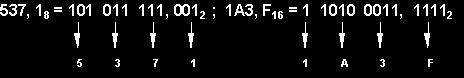 537, 1₈ = 101 011 111, 001₂ ; 1A3, F₁₆ = 1 1010 0011, 1111₂
5 3 7 1 1 A 3 F